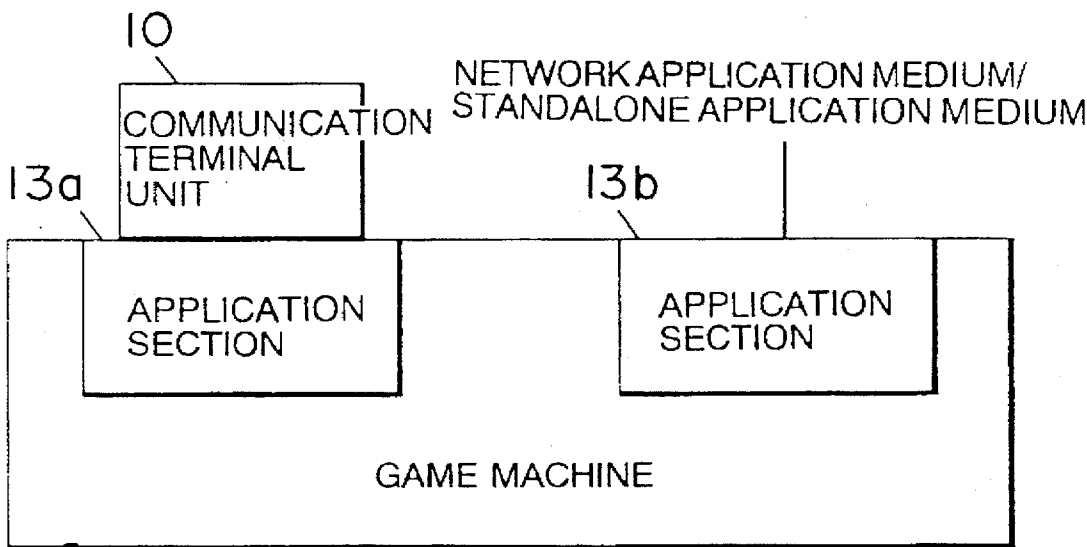 10
NETWORK APPLICATION MEDIUM/
STANDALONE APPLICATION MEDIUM
COMMUNICATION
TERMINAL
UNIT
13a
13b
APPLICATION
SECTION
APPLICATION
SECTION
GAME MACHINE